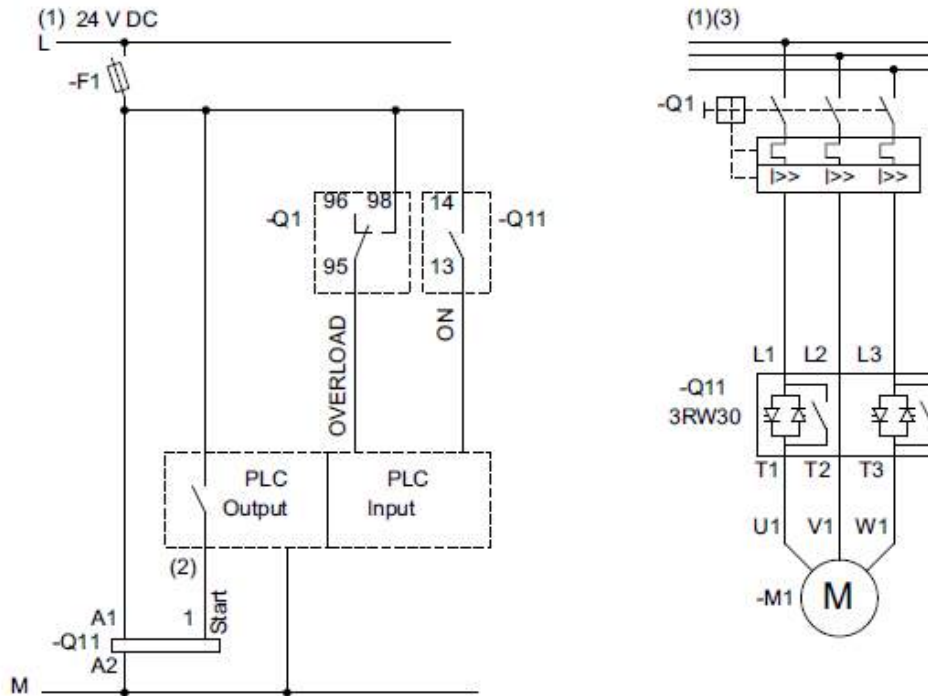 (1) 24 V DC
L
-F1
-Q1
96 98
95
14
13
-Q11
OVERLOAD
ON
PLC
Output
PLC
Input
(2)
A1
1
Start
-Q11
A2
M
(1)(3)
-Q1
I>> I>> I>>
L1 L2 L3
-Q11
3RW30
T1 T2 T3
U1 V1 W1
-M1
M